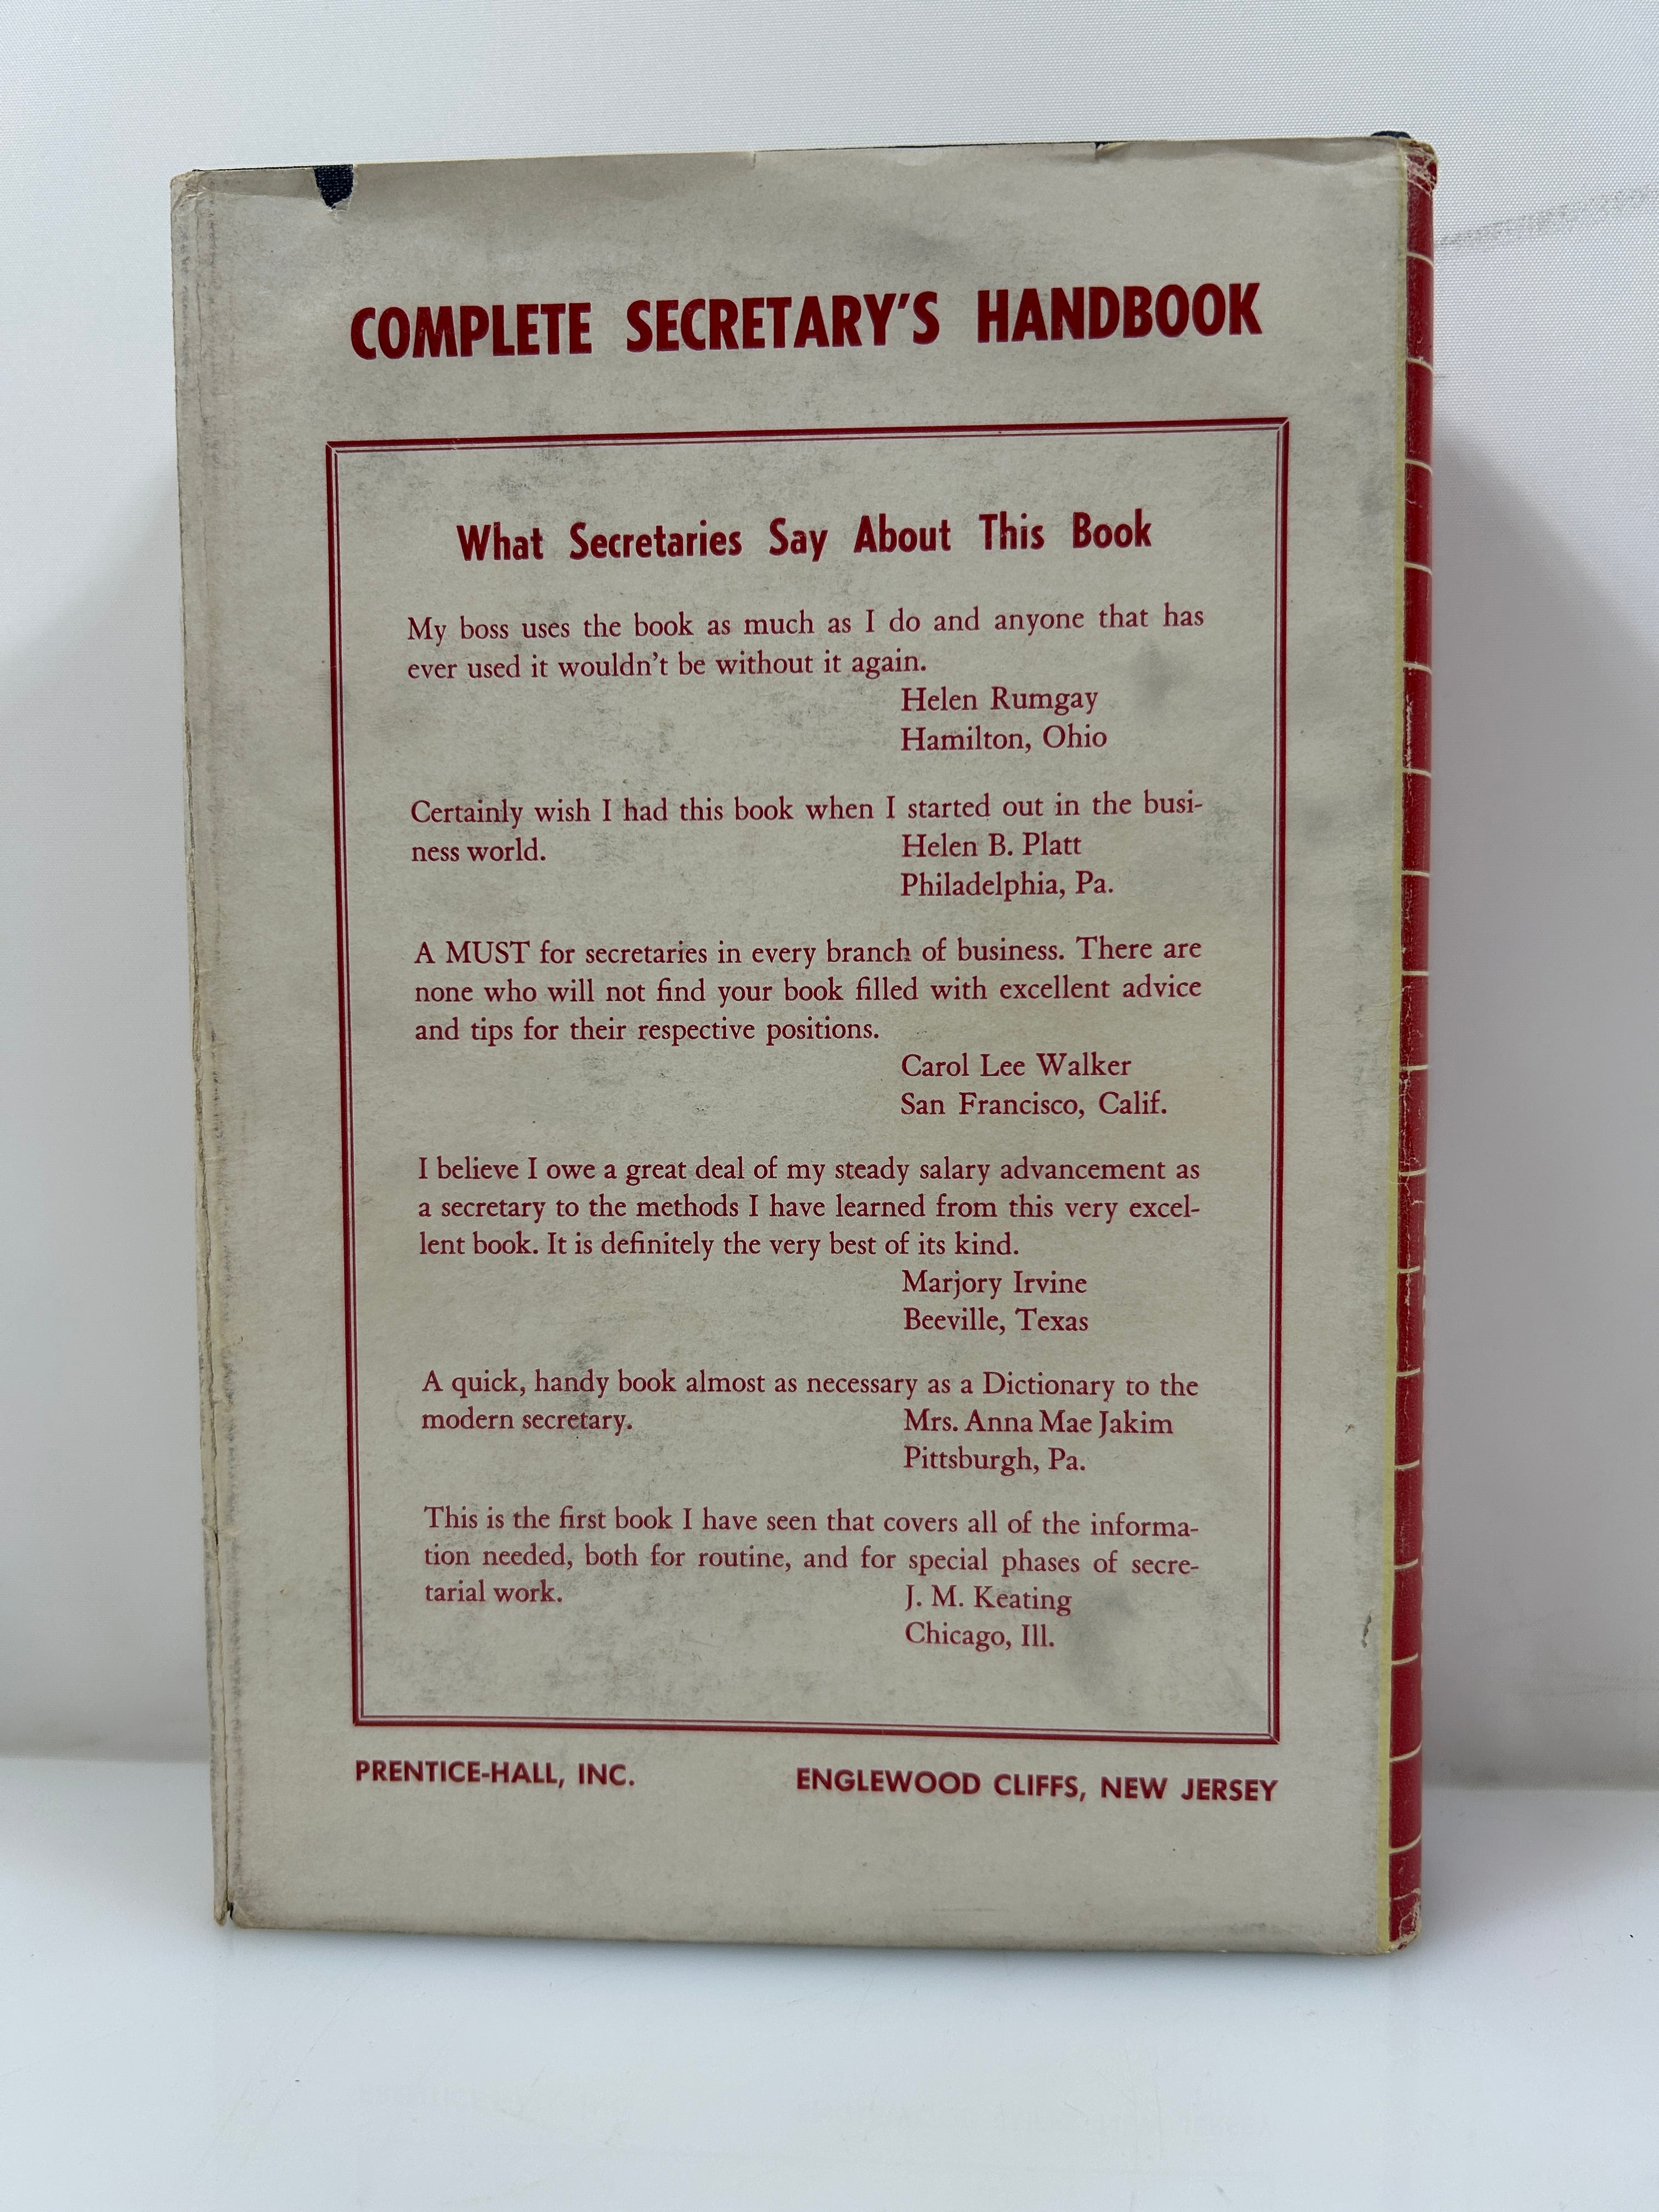 COMPLETE SECRETARY'S HANDBOOK
What Secretaries Say About This Book
My boss uses the book as much as I do and anyone that has
ever used it wouldn't be without it again.
Helen Rumgay
Hamilton, Ohio
Certainly wish I had this book when I started out in the busi-
ness world.
Helen B. Platt
Philadelphia, Pa.
A MUST for secretaries in every branch of business. There are
none who will not find your book filled with excellent advice
and tips for their respective positions.
Carol Lee Walker
San Francisco, Calif.
I believe I owe a great deal of my steady salary advancement as
a secretary to the methods I have learned from this very excel-
lent book. It is definitely the very best of its kind.
Marjory Irvine
Beeville, Texas
A quick, handy book almost as necessary as a Dictionary to the
modern secretary.
Mrs. Anna Mae Jakim
Pittsburgh, Pa.
This is the first book I have seen that covers all of the informa-
tion needed, both for routine, and for special phases of secre-
tarial work.
J. M. Keating
Chicago, Ill.
PRENTICE-HALL, INC.
ENGLEWOOD CLIFFS, NEW JERSEY